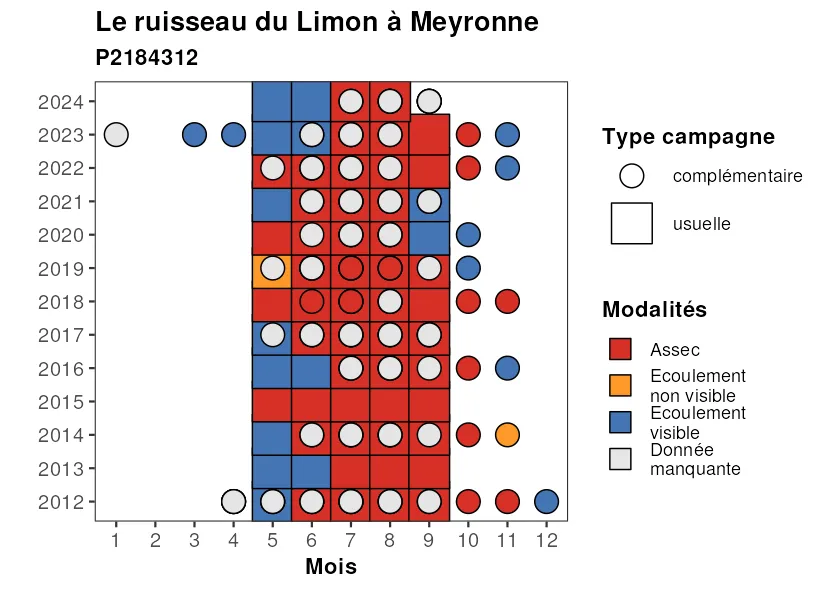 Le ruisseau du Limon à Meyronne
P2184312
2024
2023
2022
2021
2020
2019
2018
2017
2016
2015
2014
2013
2012
1 2 3 4 5 6 7 8 9 10 11 12
Mois
Type campagne
complémentaire
usuelle
Modalités
Assec
Ecoulement
non visible
Ecoulement
visible
Donnée
manquante